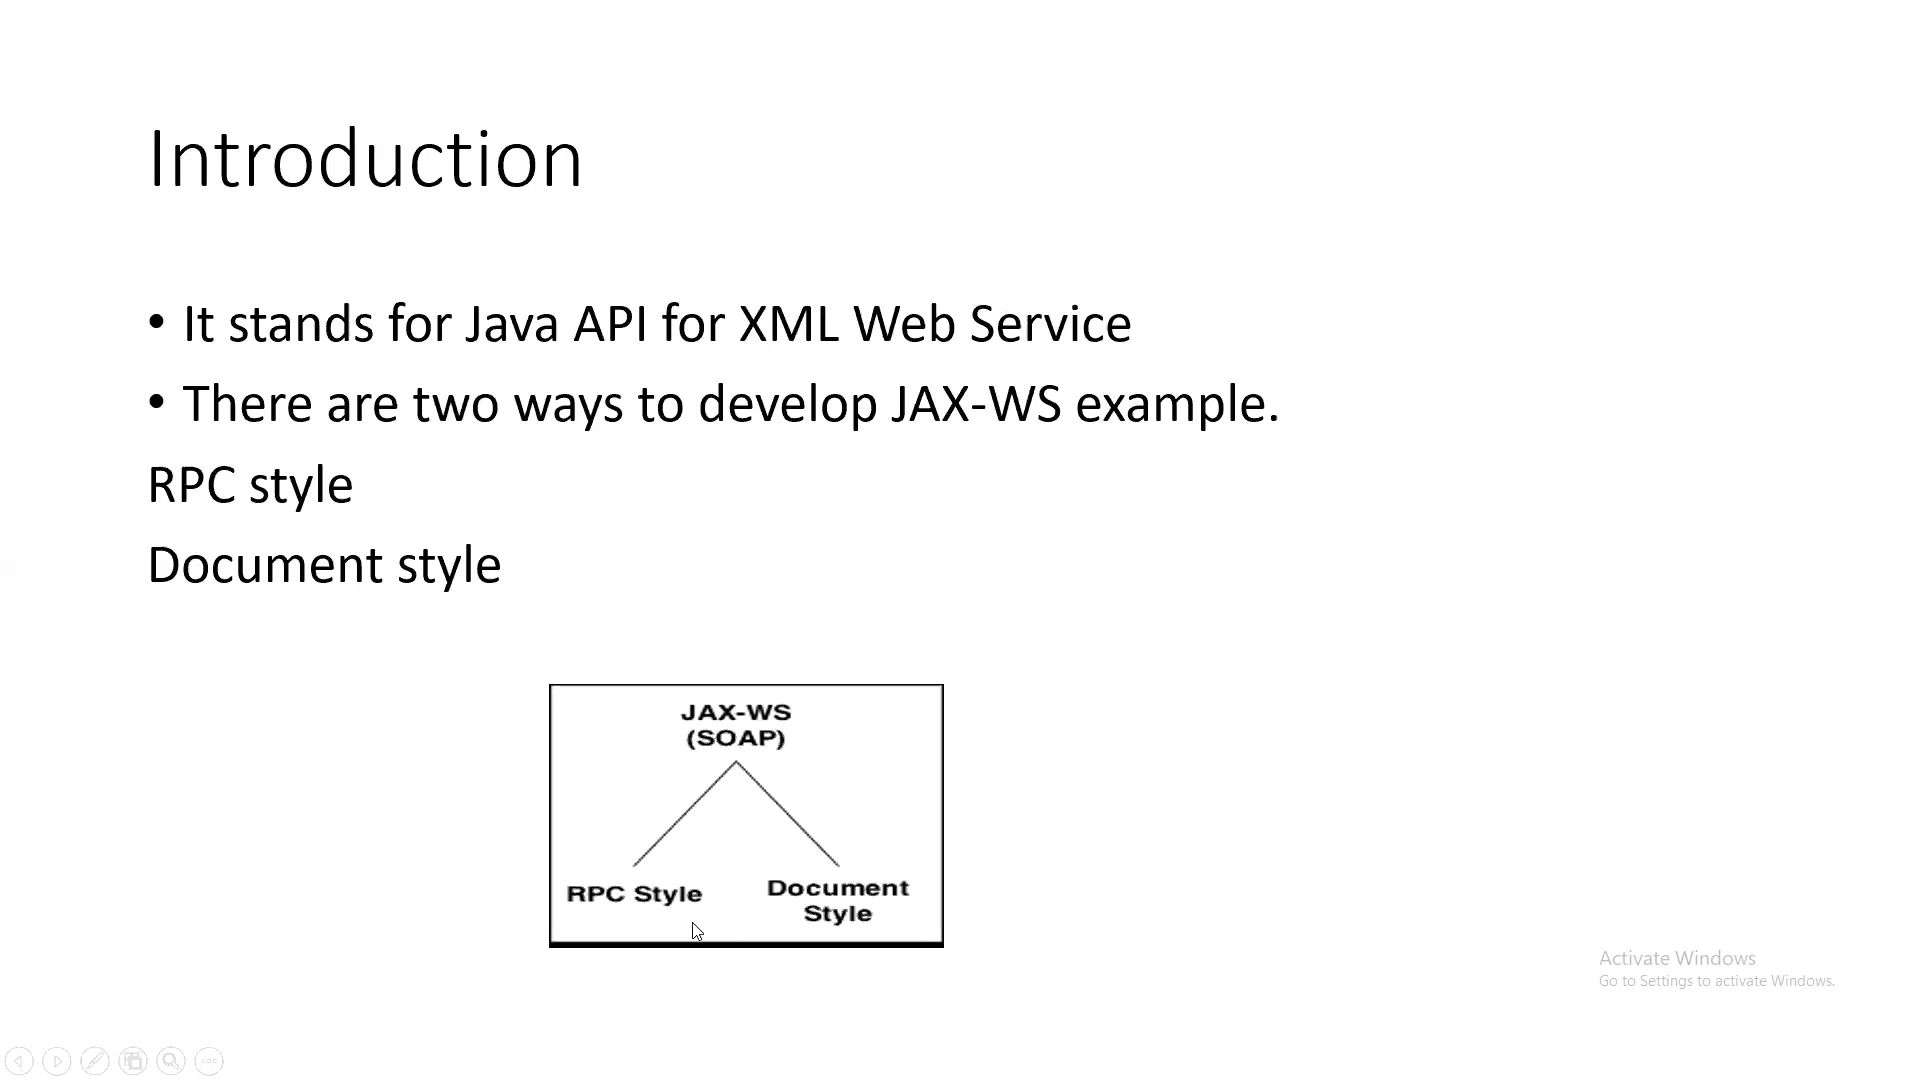 Introduction
• It stands for Java API for XML Web Service
• There are two ways to develop JAX-WS example.
RPC style
Document style
JAX-WS
(SOAP)
RPC Style
Document
Style
Activate Windows
Go to Settings to activate Windows.